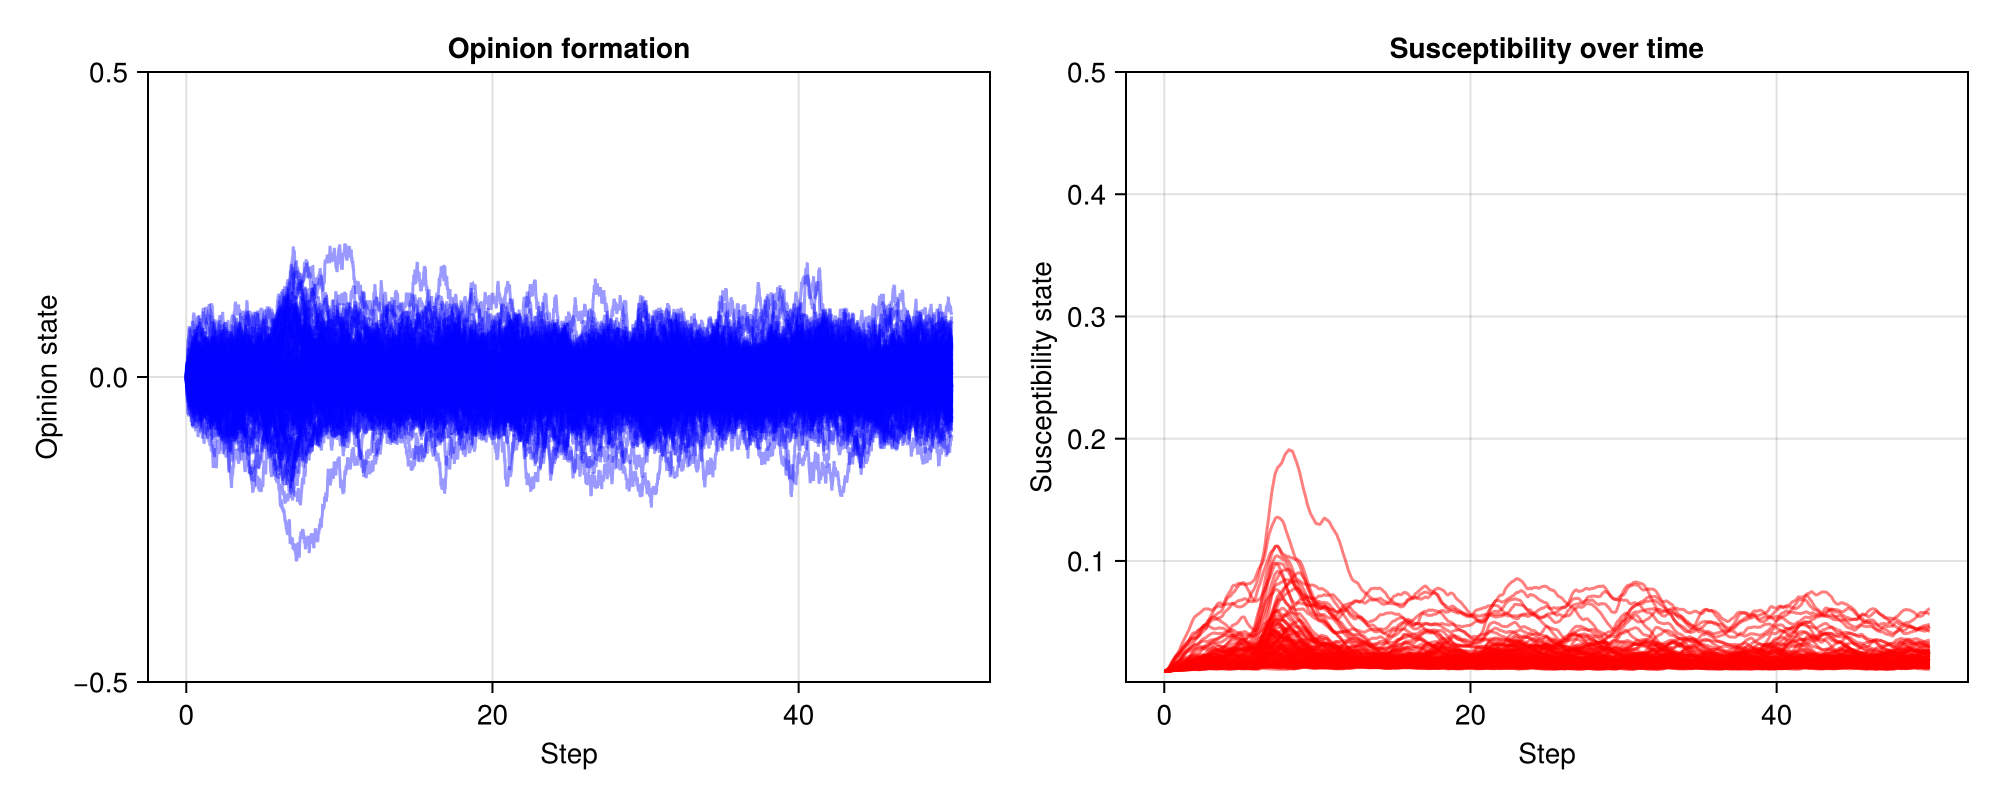 Opinion formation
0.5
0.0
−0.5
Opinion state
0 20 40
Step
Susceptibility over time
0.5
0.4
0.3
0.2
0.1
Susceptibility state
0 20 40
Step